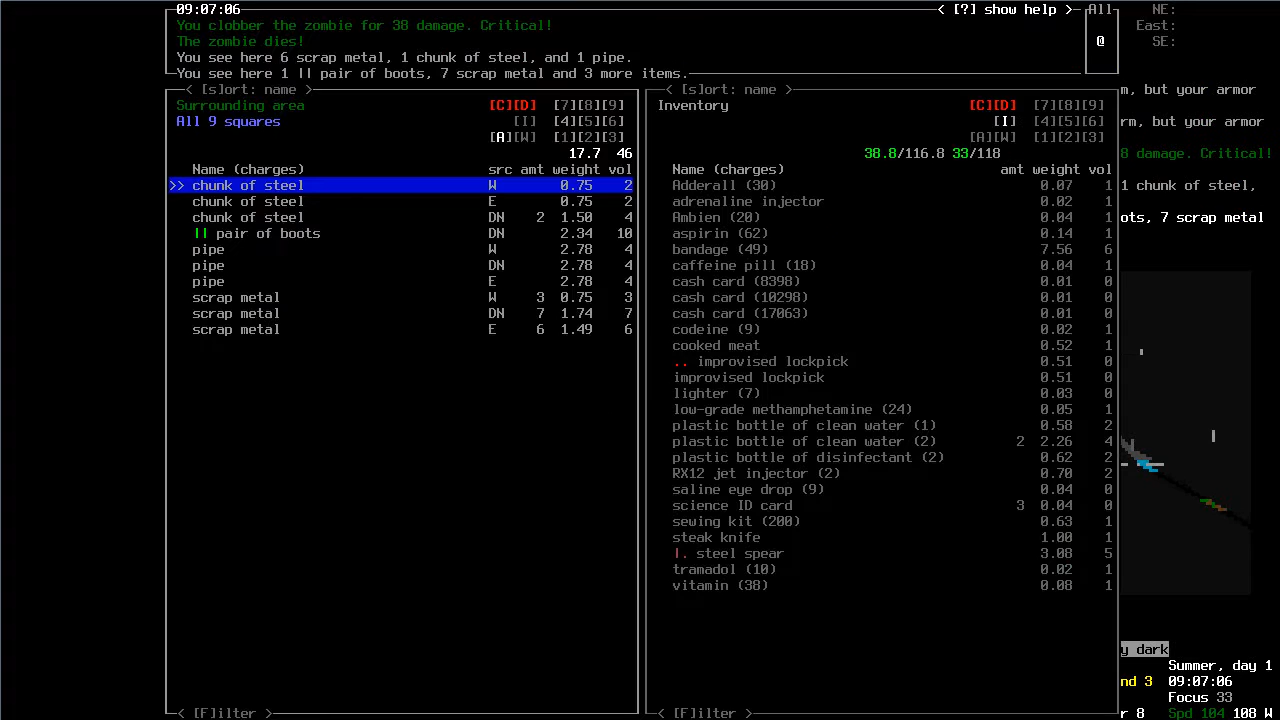 09:07:06 < [?] show help > All NE:
You clobber the zombie for 38 damage. Critical! East:
The zombie dies! @ SE:
You see here 6 scrap metal, 1 chunk of steel, and 1 pipe.
You see here 1 || pair of boots, 7 scrap metal and 3 more items.
< [s]ort: name > < [s]ort: name > m, but your armor
Surrounding area [C][D] [7][8][9] Inventory [C][D] [7][8][9]
All 9 squares [I] [4][5][6] [I] [4][5][6] rm, but your armor
[A][W] [1][2][3] [A][W] [1][2][3]
17.7 46 38.8/116.8 33/118 8 damage. Critical!
Name (charges) src amt weight vol Name (charges) amt weight vol
>> chunk of steel W 0.75 2 Adderall (30) 0.07 1 1 chunk of steel,
chunk of steel E 0.75 2 adrenaline injector 0.02 1
chunk of steel DN 2 1.50 4 Ambien (20) 0.04 1 ots, 7 scrap metal
|| pair of boots DN 2.34 10 aspirin (62) 0.14 1
pipe W 2.78 4 bandage (49) 7.56 6
pipe DN 2.78 4 caffeine pill (18) 0.04 1
pipe E 2.78 4 cash card (8398) 0.01 0
scrap metal W 3 0.75 3 cash card (10298) 0.01 0
scrap metal DN 7 1.74 7 cash card (17063) 0.01 0
scrap metal E 6 1.49 6 codeine (9) 0.02 1
cooked meat 0.52 1
.. improvised lockpick 0.51 0
improvised lockpick 0.51 0
lighter (7) 0.03 0
low-grade methamphetamine (24) 0.05 1
plastic bottle of clean water (1) 0.58 2
plastic bottle of clean water (2) 2 2.26 4
plastic bottle of disinfectant (2) 0.62 2
RX12 jet injector (2) 0.70 2
saline eye drop (9) 0.04 0
science ID card 3 0.04 0
sewing kit (200) 0.63 1
steak knife 1.00 1
|. steel spear 3.08 5
tramadol (10) 0.02 1
vitamin (38) 0.08 1
y dark
Summer, day 1
nd 3 09:07:06
Focus 33
< [F]ilter > < [F]ilter > r 8 Spd 104 108 W